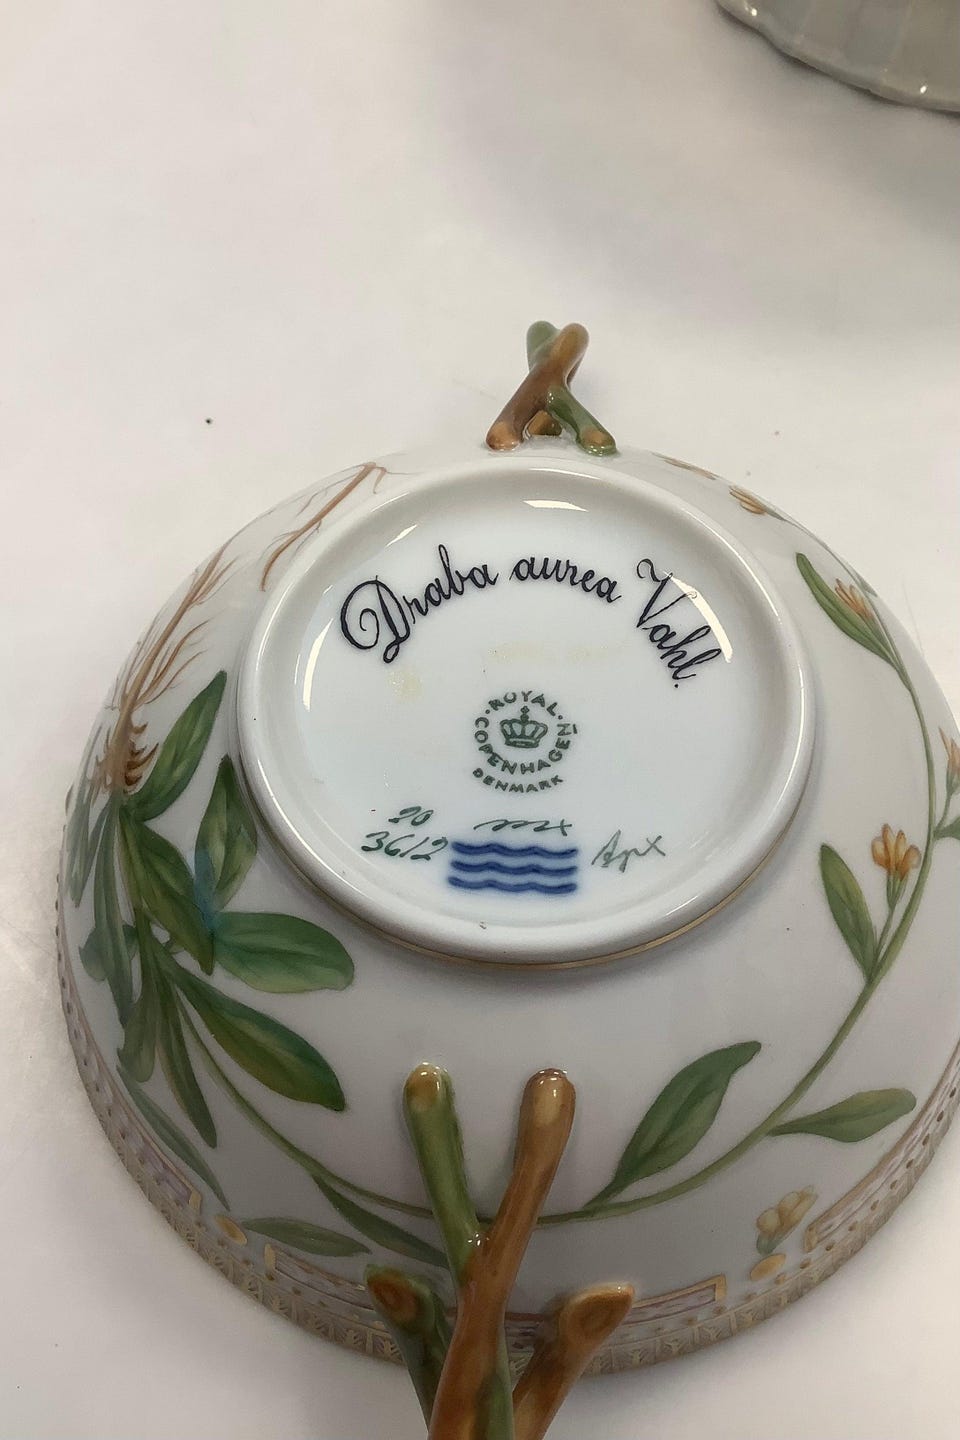 Draba aurea Vahl.
ROYAL
COPENHAGEN
DENMARK
20
3612